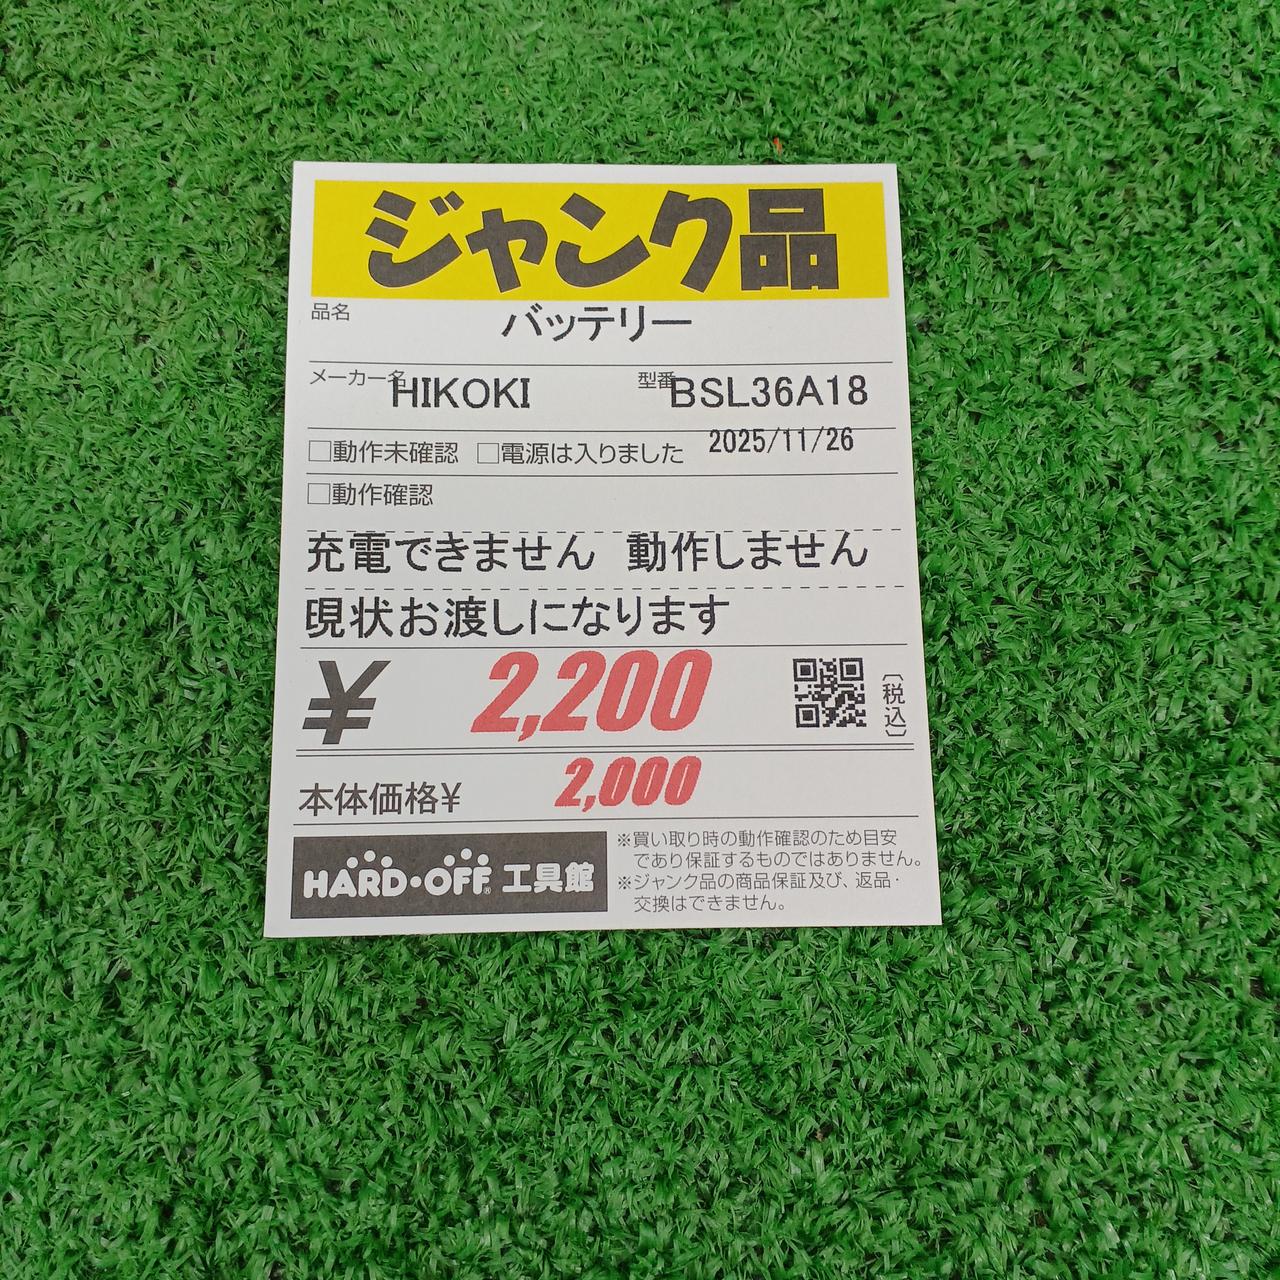 ジャンク品
品名 バッテリー
メーカー名 HIKOKI 型番 BSL36A18
□動作未確認 □電源は入りました 2025/11/26
□動作確認
充電できません 動作しません
現状お渡しになります
¥ 2,200 〔税込〕
本体価格¥ 2,000
HARD・OFF® 工具館
※買い取り時の動作確認のため目安
であり保証するものではありません。
※ジャンク品の商品保証及び、返品・
交換はできません。